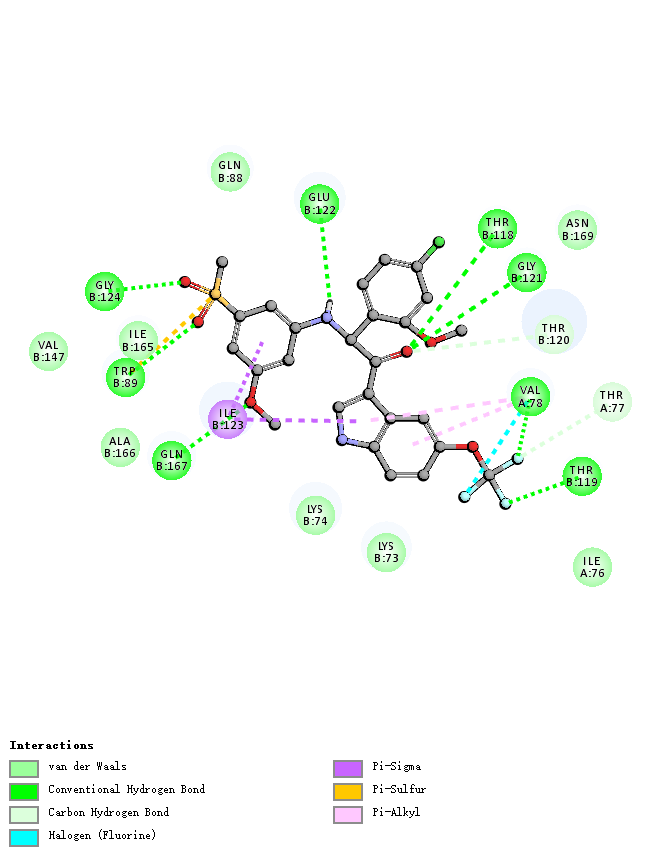 GLN
B:88
GLU
B:122
THR
B:118
ASN
B:169
GLY
B:121
GLY
B:124
THR
B:120
ILE
B:165
VAL
B:147
TRP
B:89
VAL
A:78
THR
A:77
ILE
B:123
ALA
B:166
GLN
B:167
THR
B:119
LYS
B:74
LYS
B:73
ILE
A:76
Interactions
van der Waals
Conventional Hydrogen Bond
Carbon Hydrogen Bond
Halogen (Fluorine)
Pi-Sigma
Pi-Sulfur
Pi-Alkyl